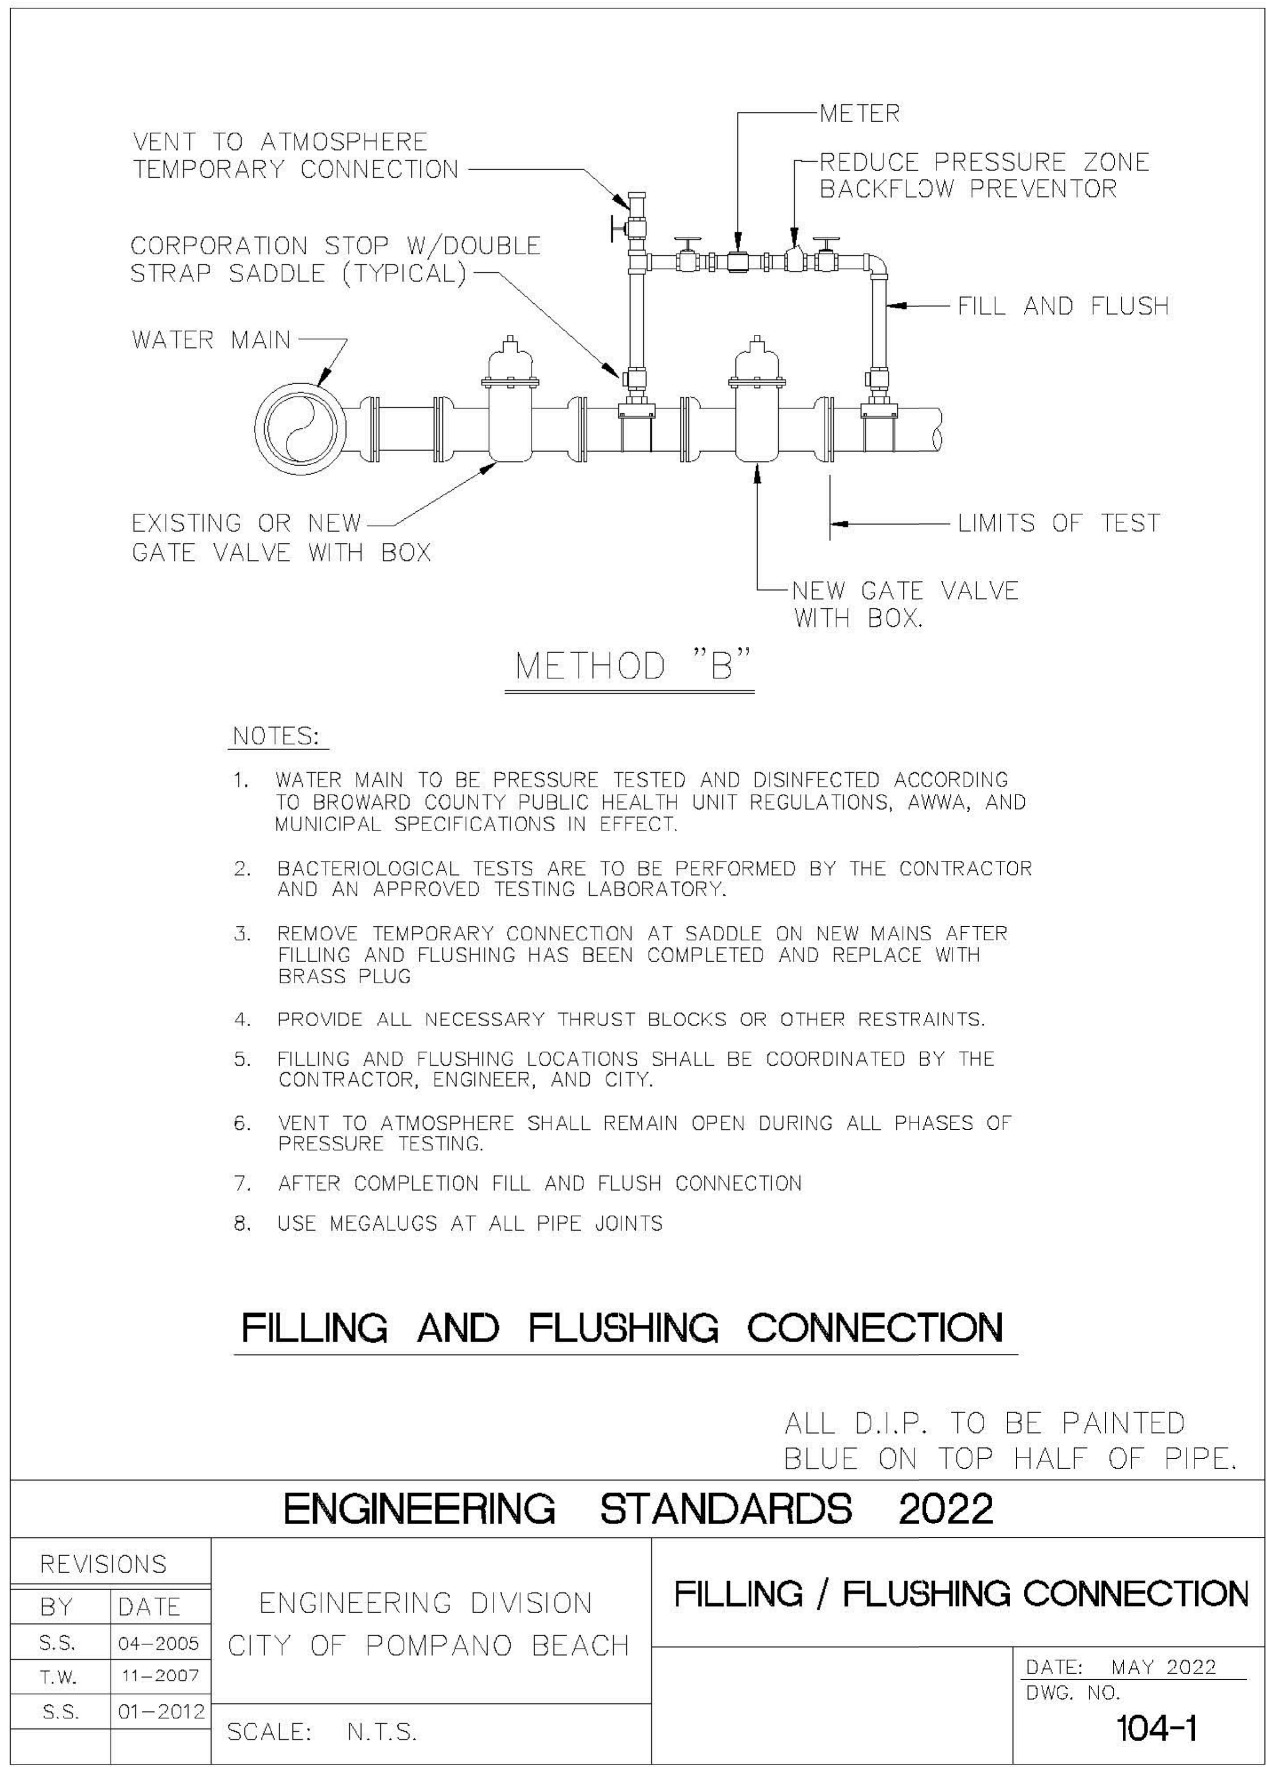 METER
VENT TO ATMOSPHERE
TEMPORARY CONNECTION
REDUCE PRESSURE ZONE
BACKFLOW PREVENTOR
CORPORATION STOP W/DOUBLE
STRAP SADDLE (TYPICAL)
FILL AND FLUSH
WATER MAIN
EXISTING OR NEW
GATE VALVE WITH BOX
LIMITS OF TEST
NEW GATE VALVE
WITH BOX.
METHOD "B"
NOTES:
1. WATER MAIN TO BE PRESSURE TESTED AND DISINFECTED ACCORDING
TO BROWARD COUNTY PUBLIC HEALTH UNIT REGULATIONS, AWWA, AND
MUNICIPAL SPECIFICATIONS IN EFFECT.
2. BACTERIOLOGICAL TESTS ARE TO BE PERFORMED BY THE CONTRACTOR
AND AN APPROVED TESTING LABORATORY.
3. REMOVE TEMPORARY CONNECTION AT SADDLE ON NEW MAINS AFTER
FILLING AND FLUSHING HAS BEEN COMPLETED AND REPLACE WITH
BRASS PLUG
4. PROVIDE ALL NECESSARY THRUST BLOCKS OR OTHER RESTRAINTS.
5. FILLING AND FLUSHING LOCATIONS SHALL BE COORDINATED BY THE
CONTRACTOR, ENGINEER, AND CITY.
6. VENT TO ATMOSPHERE SHALL REMAIN OPEN DURING ALL PHASES OF
PRESSURE TESTING.
7. AFTER COMPLETION FILL AND FLUSH CONNECTION
8. USE MEGALUGS AT ALL PIPE JOINTS
FILLING AND FLUSHING CONNECTION
ALL D.I.P. TO BE PAINTED
BLUE ON TOP HALF OF PIPE.
ENGINEERING STANDARDS 2022
REVISIONS
BY DATE
S.S. 04-2005
T.W. 11-2007
S.S. 01-2012
ENGINEERING DIVISION
CITY OF POMPANO BEACH
SCALE: N.T.S.
FILLING / FLUSHING CONNECTION
DATE: MAY 2022
DWG. NO.
104-1